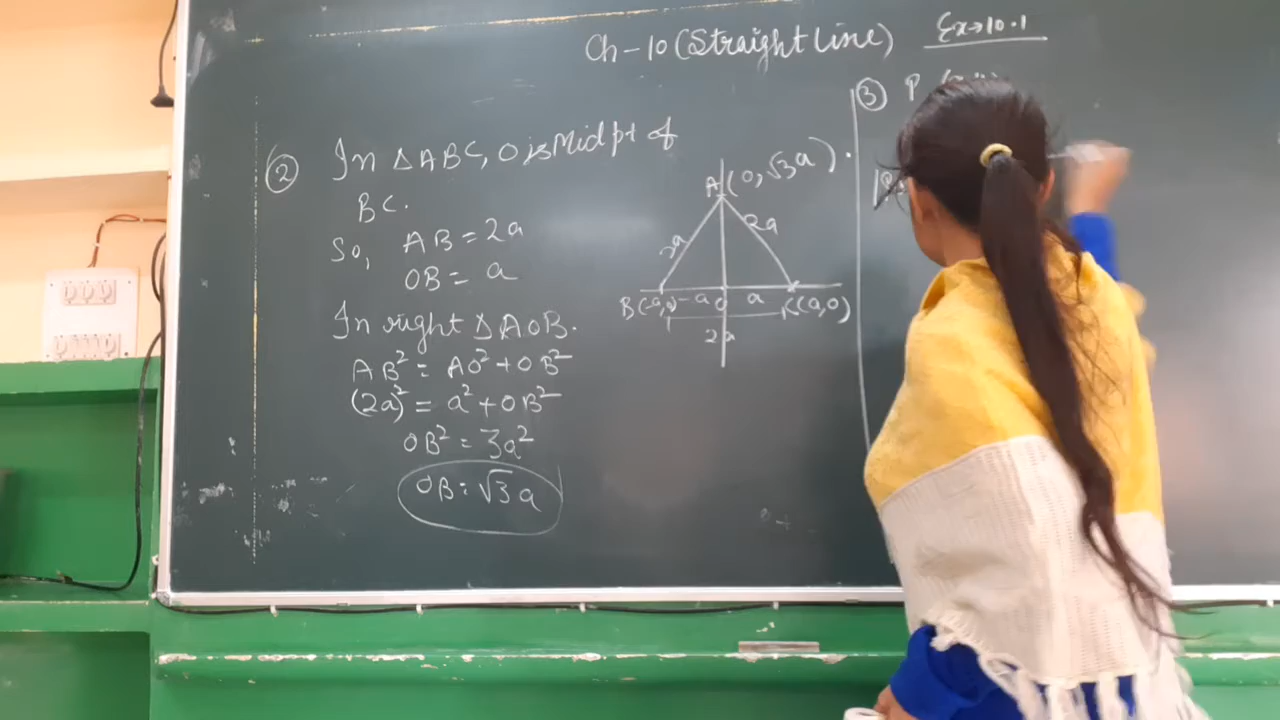 Ch-10 (Straight Line) Ex→10.1
② In ΔABC, O is Mid pt of
BC.
So, AB = 2a
OB = a
In right ΔAOB.
AB² = AO² + OB²
(2a)² = a² + OB²
OB² = 3a²
OB = √3 a
A(0, √3a).
2a 2a
B(-a,0) -a O a C(a,0)
2a
③ P